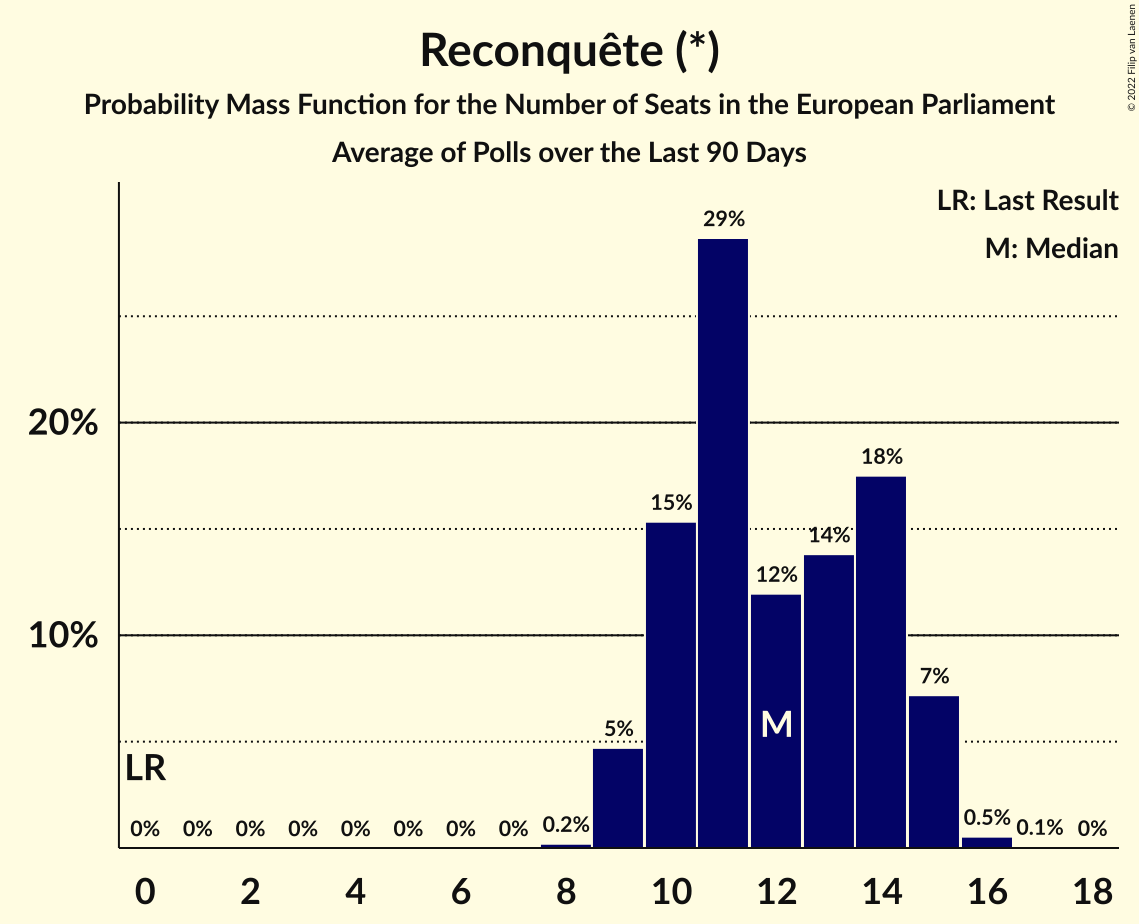 Reconquête (*)
Probability Mass Function for the Number of Seats in the European Parliament
Average of Polls over the Last 90 Days
© 2022 Filip van Laenen
LR: Last Result
M: Median
29%
20%
18%
15%
14%
12%
10%
7%
M
5%
LR
0% 0% 0% 0% 0% 0% 0% 0% 0.2% 0.5% 0.1% 0%
0 2 4 6 8 10 12 14 16 18